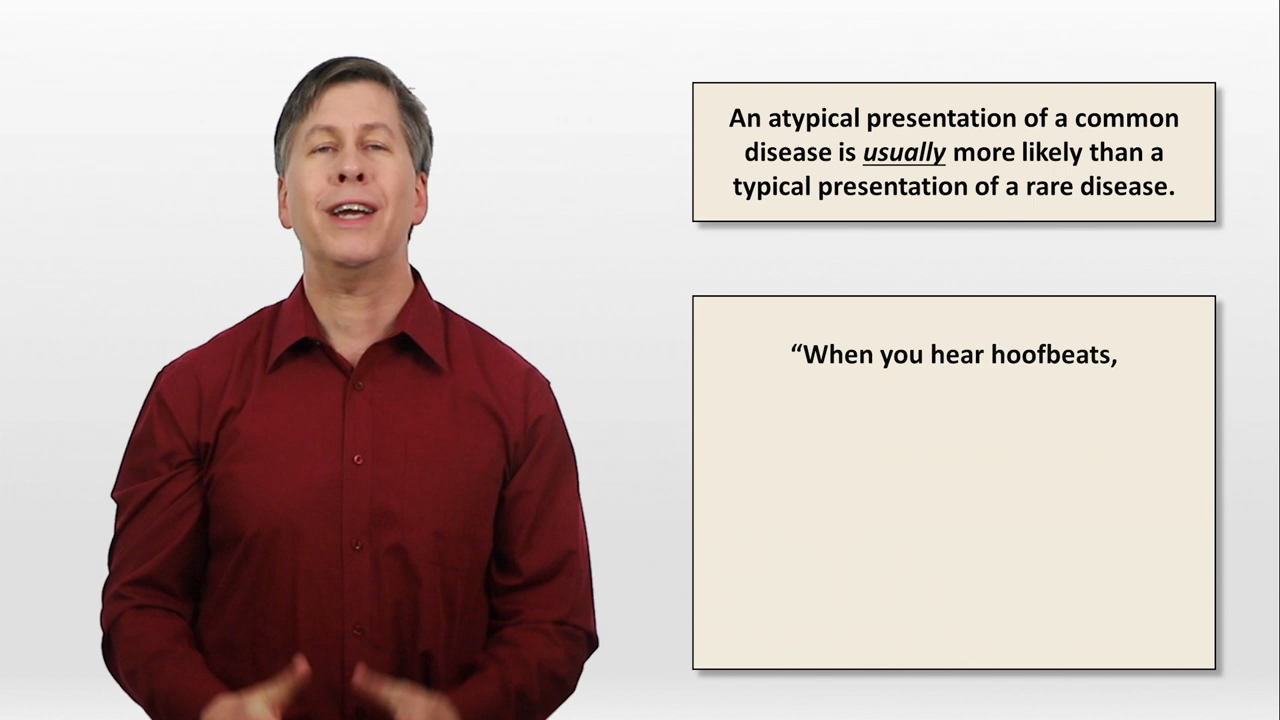 An atypical presentation of a common
disease is usually more likely than a
typical presentation of a rare disease.
“When you hear hoofbeats,